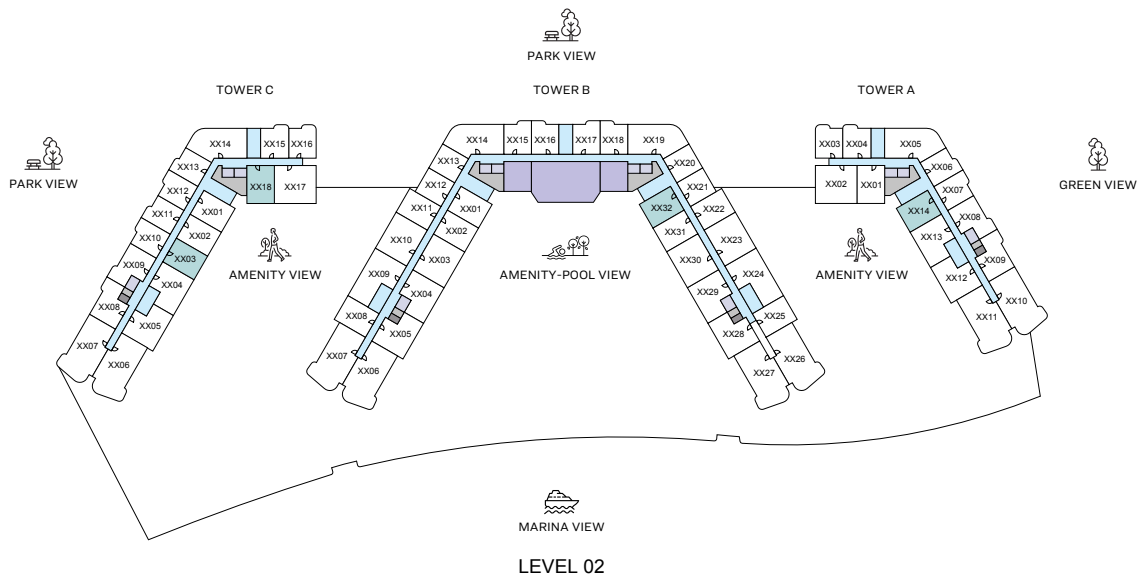 PARK VIEW
TOWER C
TOWER B
TOWER A
XX14
XX15
XX16
XX13
XX18
XX17
XX12
XX01
XX11
XX02
XX10
XX03
XX09
XX04
XX08
XX05
XX07
XX06
XX14
XX15
XX16
XX17
XX18
XX19
XX13
XX20
XX12
XX01
XX21
XX11
XX02
XX32
XX22
XX31
XX10
XX03
XX23
XX30
XX09
XX04
XX24
XX29
XX08
XX05
XX25
XX28
XX07
XX06
XX26
XX27
XX03
XX04
XX05
XX02
XX01
XX06
XX07
XX14
XX08
XX13
XX09
XX12
XX10
XX11
PARK VIEW
GREEN VIEW
AMENITY VIEW
AMENITY-POOL VIEW
AMENITY VIEW
MARINA VIEW
LEVEL 02